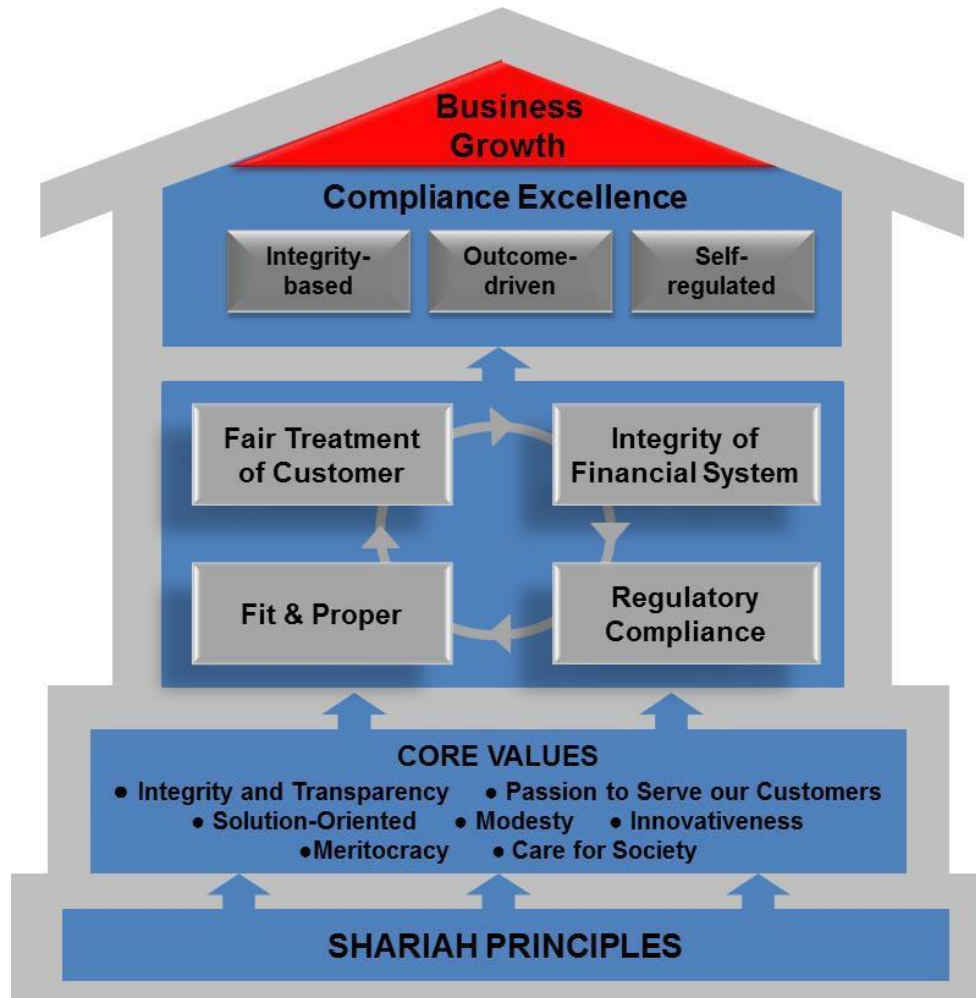 Business
Growth
Compliance Excellence
Integrity-
based
Outcome-
driven
Self-
regulated
Fair Treatment
of Customer
Integrity of
Financial System
Fit & Proper
Regulatory
Compliance
CORE VALUES
● Integrity and Transparency ● Passion to Serve our Customers
● Solution-Oriented ● Modesty ● Innovativeness
●Meritocracy ● Care for Society
SHARIAH PRINCIPLES